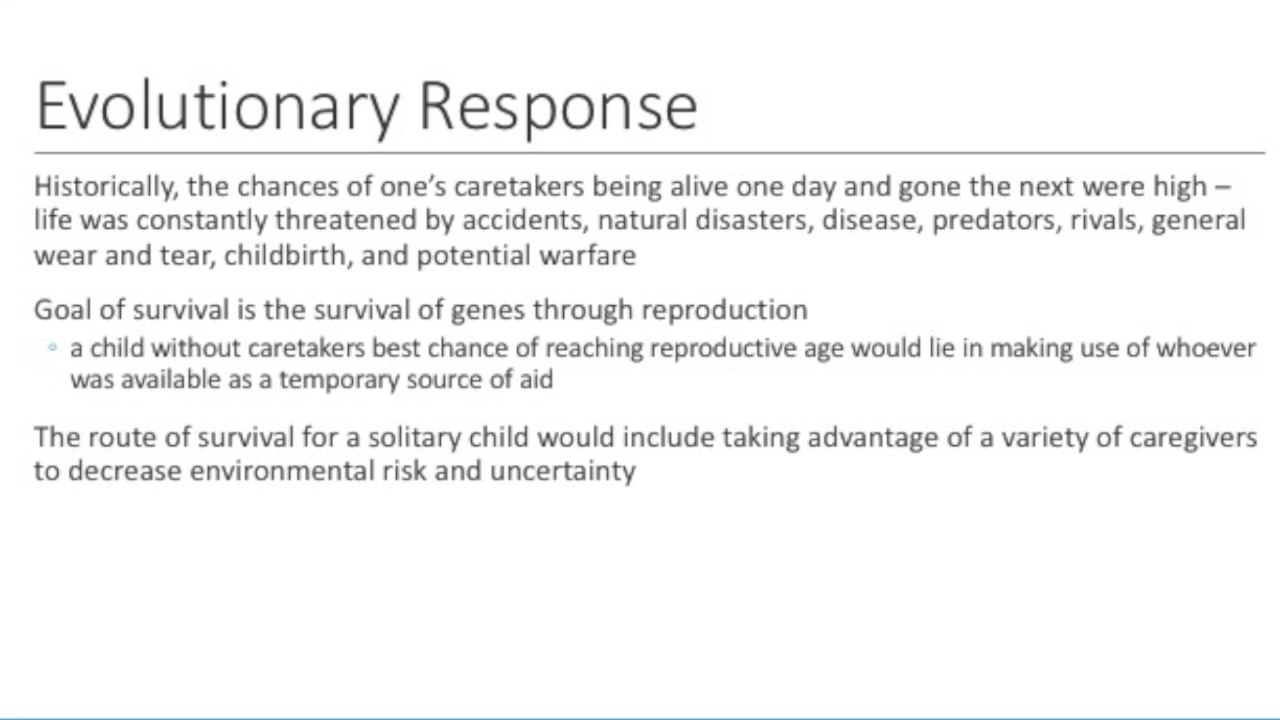 Evolutionary Response
Historically, the chances of one’s caretakers being alive one day and gone the next were high –
life was constantly threatened by accidents, natural disasters, disease, predators, rivals, general
wear and tear, childbirth, and potential warfare
Goal of survival is the survival of genes through reproduction
◦ a child without caretakers best chance of reaching reproductive age would lie in making use of whoever
was available as a temporary source of aid
The route of survival for a solitary child would include taking advantage of a variety of caregivers
to decrease environmental risk and uncertainty